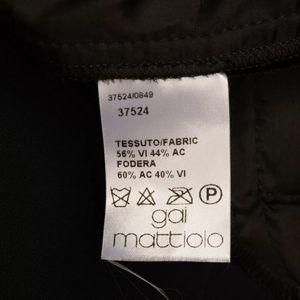 37524/0849
37524
TESSUTO/FABRIC
56% VI 44% AC
FODERA
60% AC 40% VI
P
gai
mattiolo